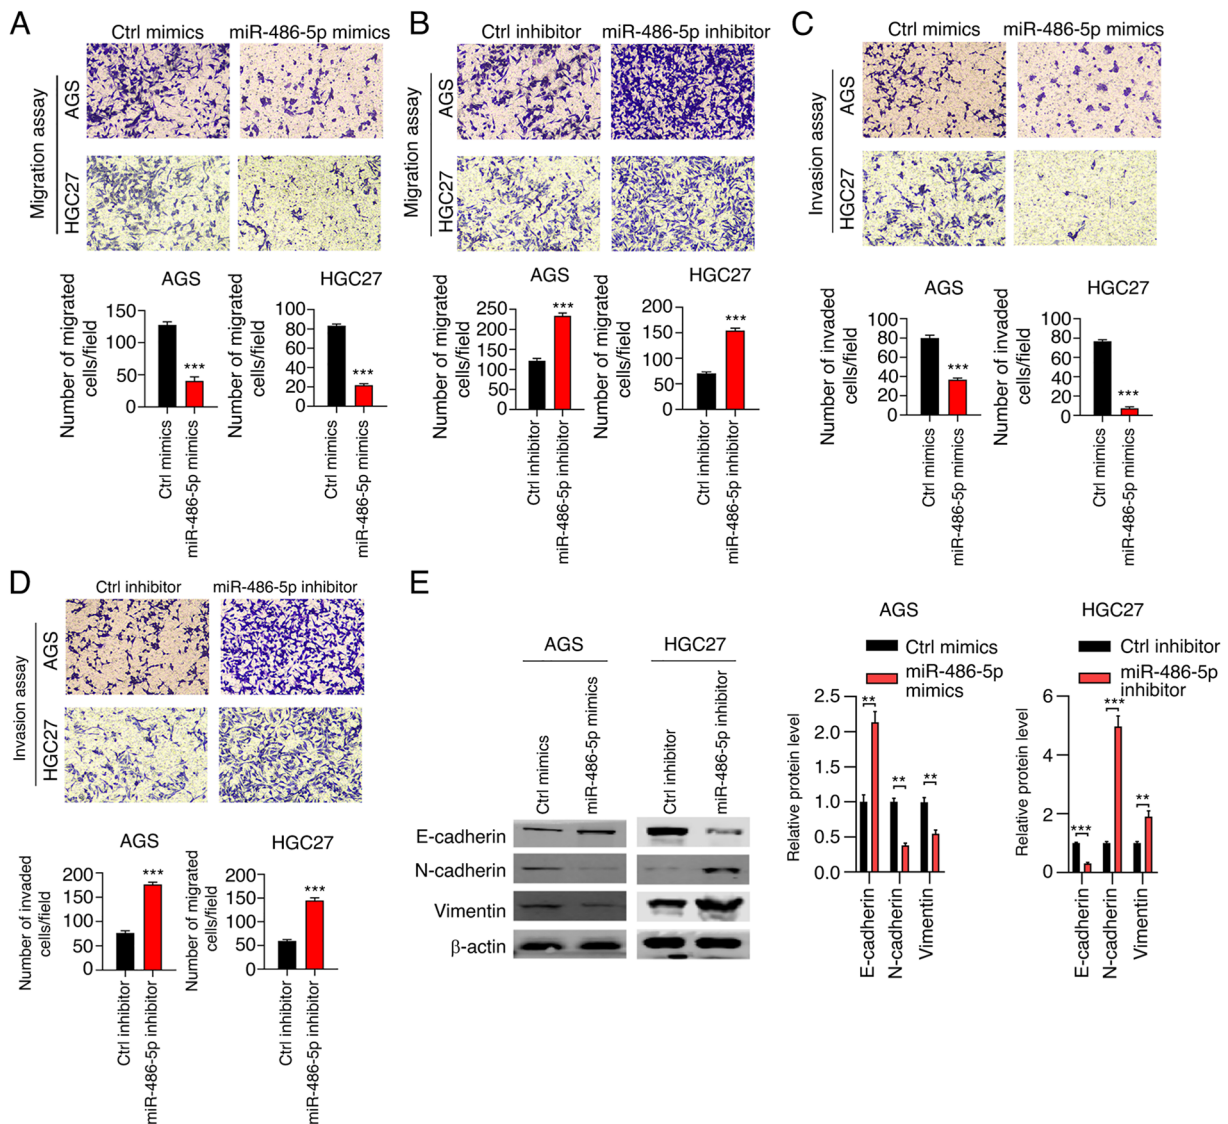 A
Ctrl mimics
miR-486-5p mimics
Migration assay
AGS
HGC27
AGS
Number of migrated
cells/field
150
100
50
0
***
Ctrl mimics
miR-486-5p mimics
HGC27
Number of migrated
cells/field
100
80
60
40
20
0
***
Ctrl mimics
miR-486-5p mimics
B
Ctrl inhibitor
miR-486-5p inhibitor
Migration assay
AGS
HGC27
AGS
Number of migrated
cells/field
250
200
150
100
50
0
***
Ctrl inhibitor
miR-486-5p inhibitor
HGC27
Number of migrated
cells/field
200
150
100
50
0
***
Ctrl inhibitor
miR-486-5p inhibitor
C
Ctrl mimics
miR-486-5p mimics
Invasion assay
AGS
HGC27
AGS
Number of invaded
cells/field
100
80
60
40
20
0
***
Ctrl mimics
miR-486-5p mimics
HGC27
Number of invaded
cells/field
100
80
60
40
20
0
***
Ctrl mimics
miR-486-5p mimics
D
Ctrl inhibitor
miR-486-5p inhibitor
Invasion assay
AGS
HGC27
AGS
Number of invaded
cells/field
200
150
100
50
0
***
Ctrl inhibitor
miR-486-5p inhibitor
HGC27
Number of migrated
cells/field
200
150
100
50
0
***
Ctrl inhibitor
miR-486-5p inhibitor
E
AGS
HGC27
Ctrl mimics
miR-486-5p mimics
Ctrl inhibitor
miR-486-5p inhibitor
E-cadherin
N-cadherin
Vimentin
β-actin
AGS
Ctrl mimics
miR-486-5p
mimics
Relative protein level
2.5
2.0
1.5
1.0
0.5
0.0
**
**
**
E-cadherin
N-cadherin
Vimentin
HGC27
Ctrl inhibitor
miR-486-5p
inhibitor
Relative protein level
6
4
2
0
***
***
**
E-cadherin
N-cadherin
Vimentin